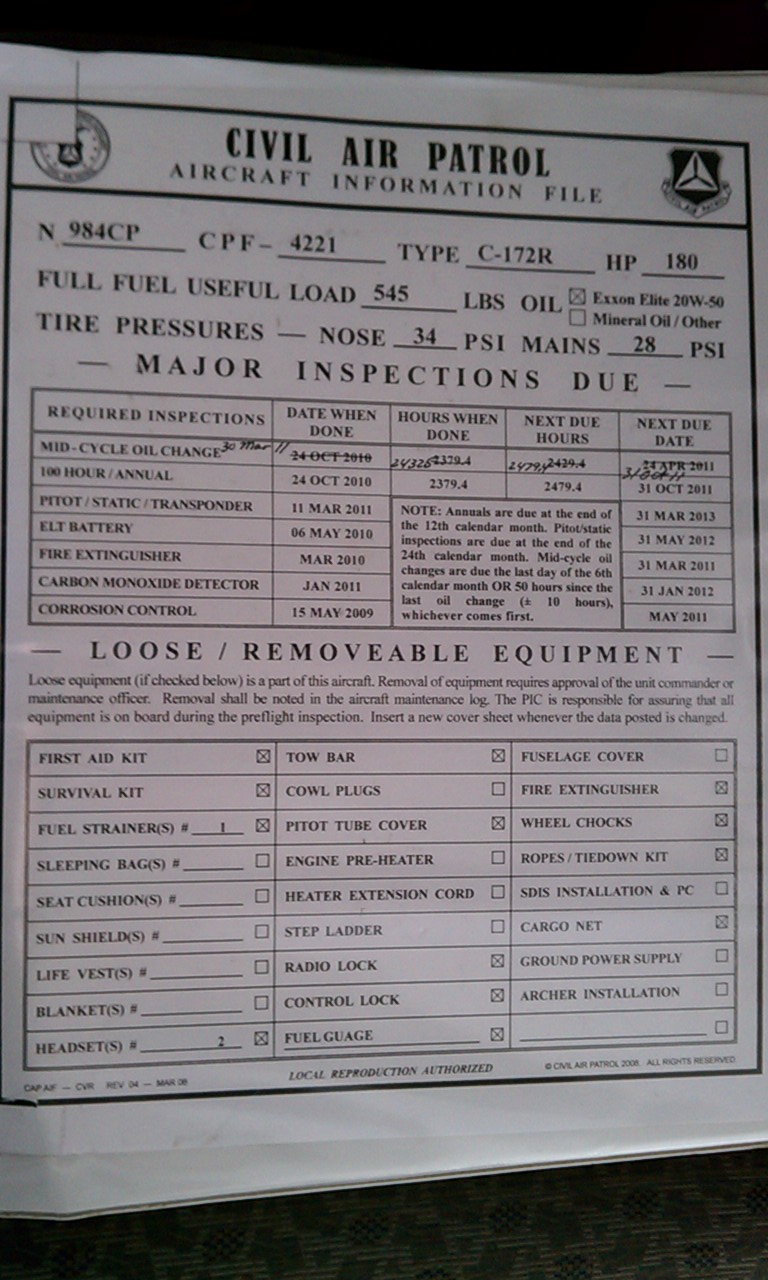 CIVIL AIR PATROL
AIRCRAFT INFORMATION FILE
N 984CP CPF- 4221 TYPE C-172R HP 180
FULL FUEL USEFUL LOAD 545 LBS OIL ☒ Exxon Elite 20W-50
☐ Mineral Oil / Other
TIRE PRESSURES — NOSE 34 PSI MAINS 28 PSI
— MAJOR INSPECTIONS DUE —
REQUIRED INSPECTIONS DATE WHEN DONE HOURS WHEN DONE NEXT DUE HOURS NEXT DUE DATE
MID-CYCLE OIL CHANGE 30 Mar 11 24 OCT 2010 2379.4 2429.4 24 APR 2011
100 HOUR / ANNUAL 24 OCT 2010 2379.4 2479.4 31 OCT 2011
PITOT / STATIC / TRANSPONDER 11 MAR 2011 31 MAR 2013
ELT BATTERY 06 MAY 2010 31 MAY 2012
FIRE EXTINGUISHER MAR 2010 31 MAR 2011
CARBON MONOXIDE DETECTOR JAN 2011 31 JAN 2012
CORROSION CONTROL 15 MAY 2009 MAY 2011
NOTE: Annuals are due at the end of
the 12th calendar month. Pitot/static
inspections are due at the end of the
24th calendar month. Mid-cycle oil
changes are due the last day of the 6th
calendar month OR 50 hours since the
last oil change (± 10 hours),
whichever comes first.
— LOOSE / REMOVEABLE EQUIPMENT —
Loose equipment (if checked below) is a part of this aircraft. Removal of equipment requires approval of the unit commander or
maintenance officer. Removal shall be noted in the aircraft maintenance log. The PIC is responsible for assuring that all
equipment is on board during the preflight inspection. Insert a new cover sheet whenever the data posted is changed.
FIRST AID KIT ☒ TOW BAR ☒ FUSELAGE COVER ☐
SURVIVAL KIT ☒ COWL PLUGS ☐ FIRE EXTINGUISHER ☒
FUEL STRAINER(S) # 1 ☒ PITOT TUBE COVER ☒ WHEEL CHOCKS ☒
SLEEPING BAG(S) # ☐ ENGINE PRE-HEATER ☐ ROPES / TIEDOWN KIT ☒
SEAT CUSHION(S) # ☐ HEATER EXTENSION CORD ☐ SDIS INSTALLATION & PC ☐
SUN SHIELD(S) # ☐ STEP LADDER ☐ CARGO NET ☒
LIFE VEST(S) # ☐ RADIO LOCK ☒ GROUND POWER SUPPLY ☐
BLANKET(S) # ☐ CONTROL LOCK ☒ ARCHER INSTALLATION ☐
HEADSET(S) # 2 ☒ FUEL GUAGE ☒ ☐
CAP AIF — CVR REV 04 — MAR 08 LOCAL REPRODUCTION AUTHORIZED © CIVIL AIR PATROL 2008. ALL RIGHTS RESERVED.